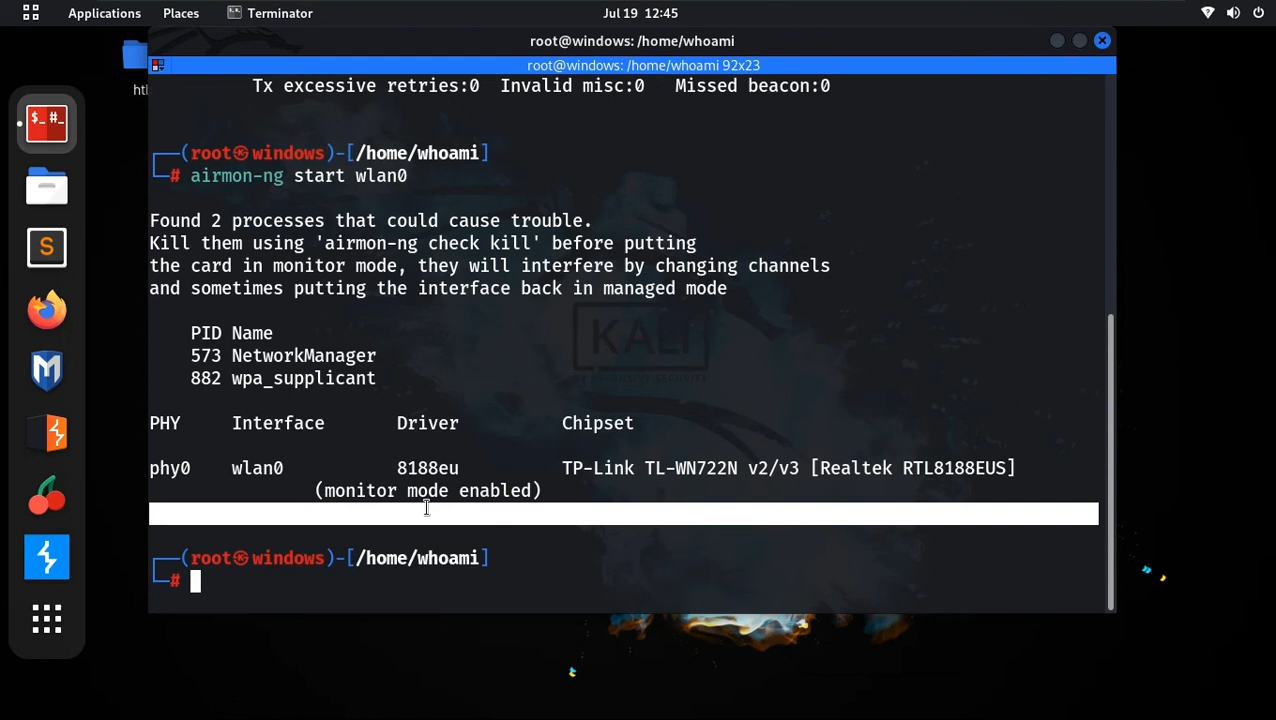 Applications Places Terminator Jul 19 12:45
root@windows: /home/whoami
root@windows: /home/whoami 92x23
Tx excessive retries:0 Invalid misc:0 Missed beacon:0
(root㉿windows)-[/home/whoami]
# airmon-ng start wlan0
Found 2 processes that could cause trouble.
Kill them using 'airmon-ng check kill' before putting
the card in monitor mode, they will interfere by changing channels
and sometimes putting the interface back in managed mode
KALI
PID Name
573 NetworkManager
882 wpa_supplicant
PHY Interface Driver Chipset
phy0 wlan0 8188eu TP-Link TL-WN722N v2/v3 [Realtek RTL8188EUS]
(monitor mode enabled)
(root㉿windows)-[/home/whoami]
#